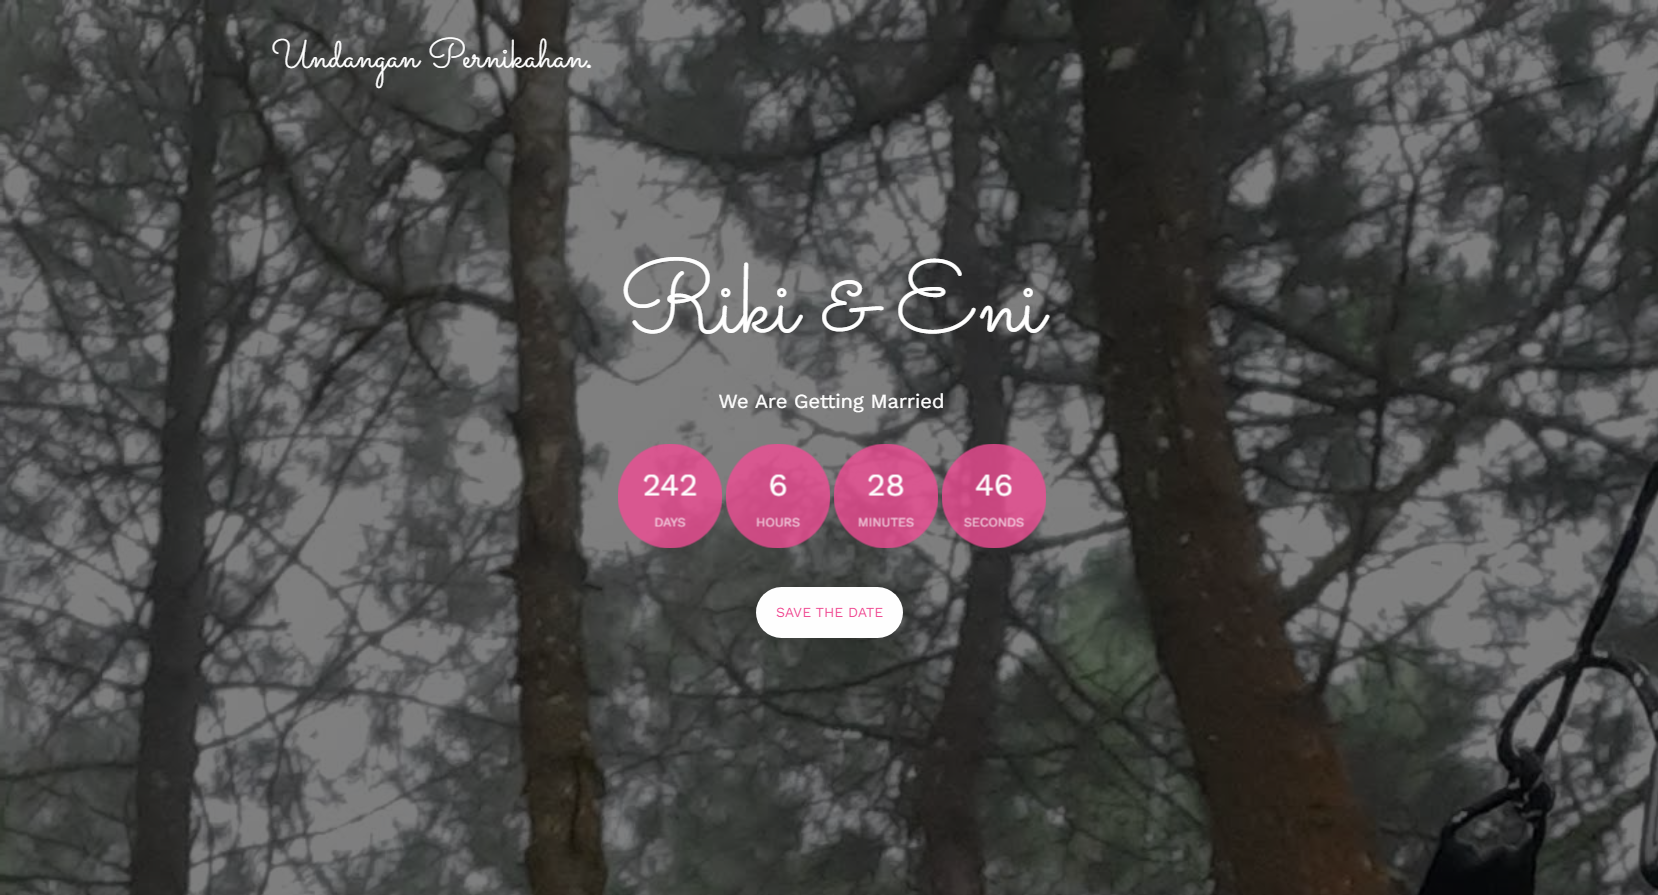 Undangan Pernikahan.
Riki & Eni
We Are Getting Married
242 6 28 46
DAYS HOURS MINUTES SECONDS
SAVE THE DATE